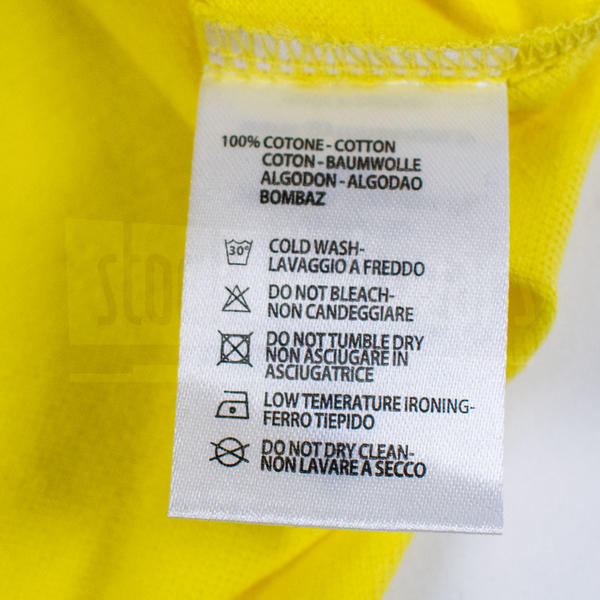 100% COTONE - COTTON
COTON - BAUMWOLLE
ALGODON - ALGODAO
BOMBAZ
30°
COLD WASH-
LAVAGGIO A FREDDO
DO NOT BLEACH-
NON CANDEGGIARE
DO NOT TUMBLE DRY
NON ASCIUGARE IN
ASCIUGATRICE
LOW TEMERATURE IRONING-
FERRO TIEPIDO
DO NOT DRY CLEAN-
NON LAVARE A SECCO